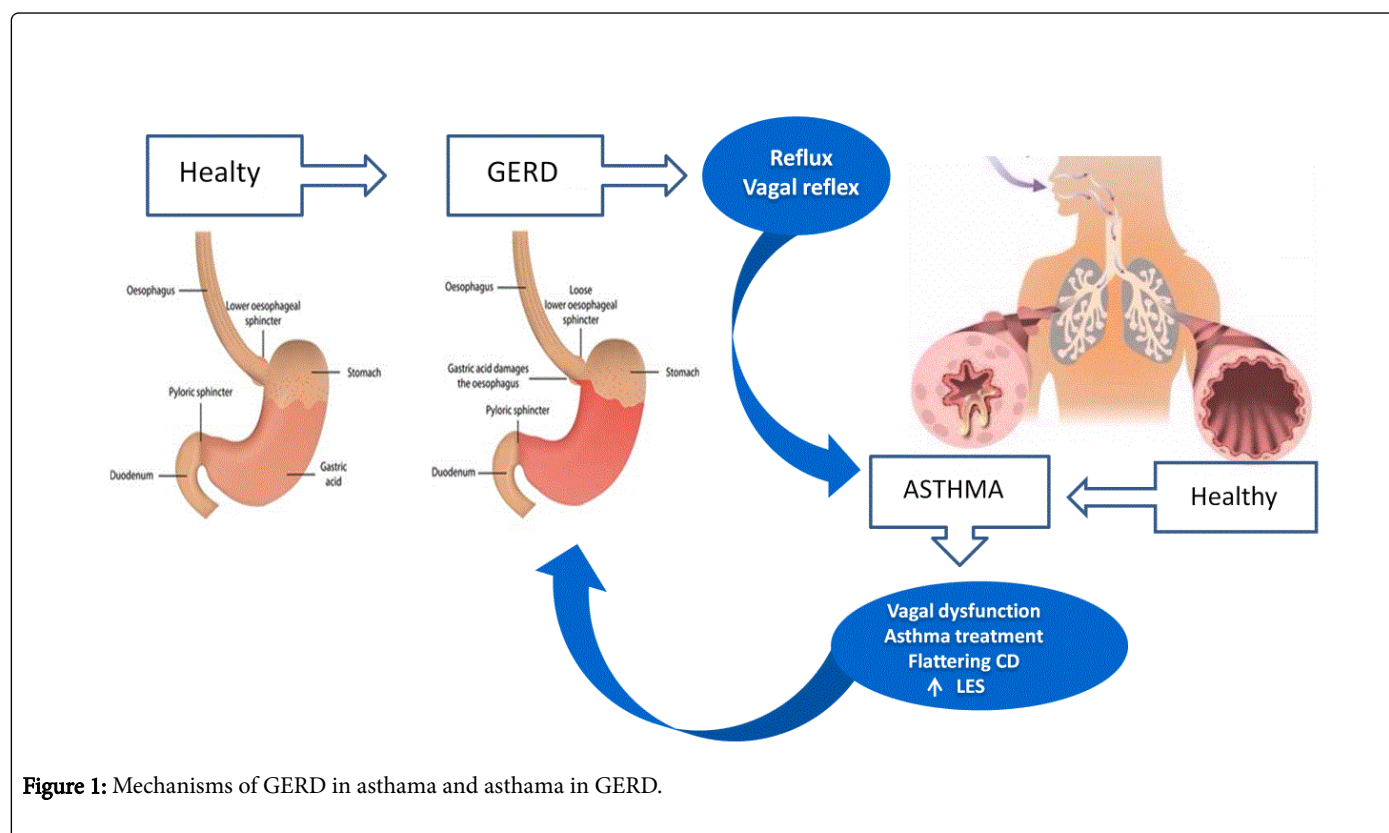 Healty
GERD
Reflux
Vagal reflex
Oesophagus
Lower oesophageal
sphincter
Stomach
Pyloric sphincter
Duodenum
Gastric
acid
Oesophagus
Loose
lower oesophageal
sphincter
Gastric acid damages
the oesophagus
Stomach
Pyloric sphincter
Duodenum
ASTHMA
Healthy
Vagal dysfunction
Asthma treatment
Flattering CD
↑ LES
Figure 1: Mechanisms of GERD in asthama and asthama in GERD.